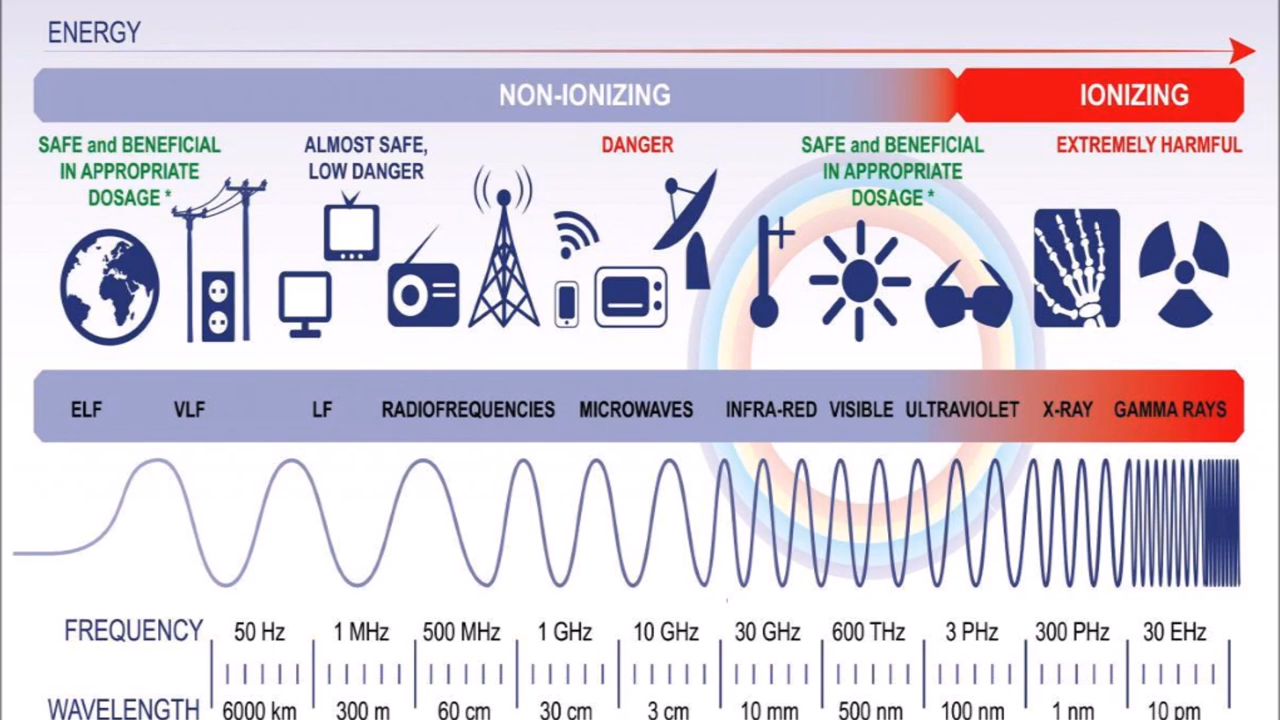 ENERGY
NON-IONIZING
IONIZING
SAFE and BENEFICIAL
IN APPROPRIATE
DOSAGE *
ALMOST SAFE,
LOW DANGER
DANGER
SAFE and BENEFICIAL
IN APPROPRIATE
DOSAGE *
EXTREMELY HARMFUL
ELF VLF LF RADIOFREQUENCIES MICROWAVES INFRA-RED VISIBLE ULTRAVIOLET X-RAY GAMMA RAYS
FREQUENCY 50 Hz 1 MHz 500 MHz 1 GHz 10 GHz 30 GHz 600 THz 3 PHz 300 PHz 30 EHz
WAVELENGTH 6000 km 300 m 60 cm 30 cm 3 cm 10 mm 500 nm 100 nm 1 nm 10 pm